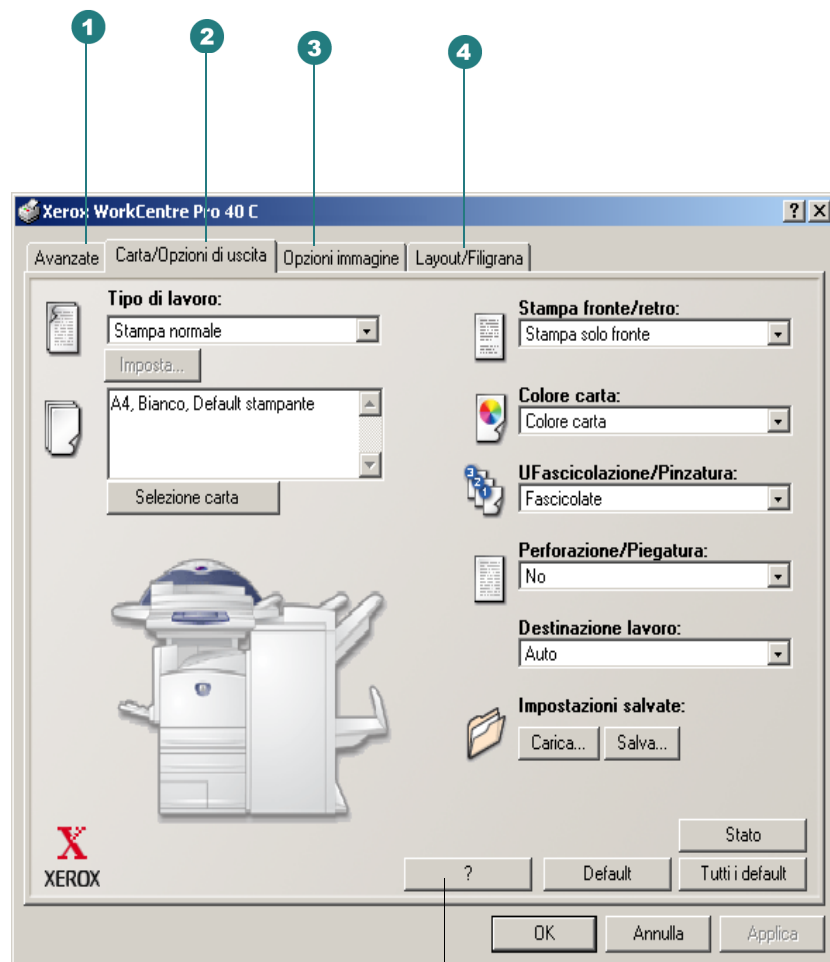 1
2
3
4
Xerox WorkCentre Pro 40 C
? X
Avanzate
Carta/Opzioni di uscita
Opzioni immagine
Layout/Filigrana
Tipo di lavoro:
Stampa normale
Imposta...
A4, Bianco, Default stampante
Selezione carta
Stampa fronte/retro:
Stampa solo fronte
Colore carta:
Colore carta
3
2
1
UFascicolazione/Pinzatura:
Fascicolate
Perforazione/Piegatura:
No
Destinazione lavoro:
Auto
Impostazioni salvate:
Carica...
Salva...
X
XEROX
Stato
?
Default
Tutti i default
OK
Annulla
Applica